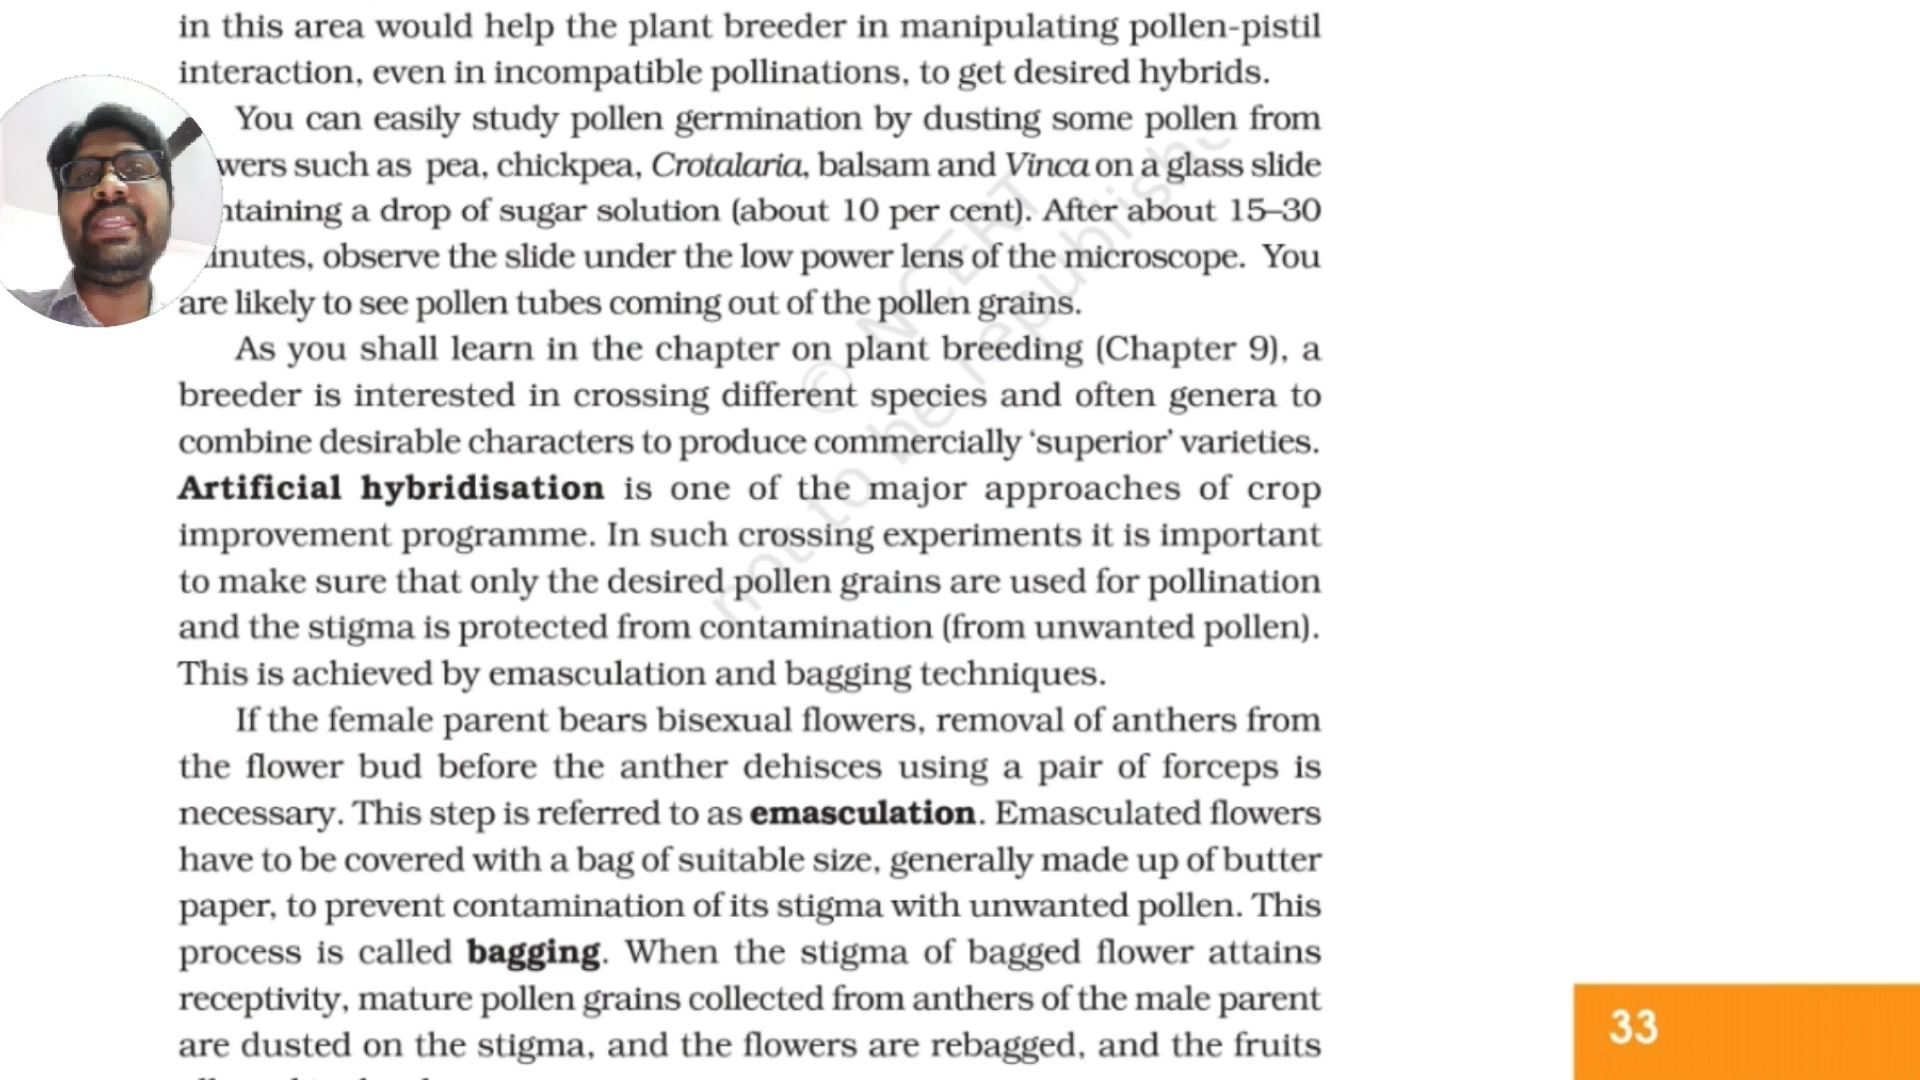 in this area would help the plant breeder in manipulating pollen-pistil
interaction, even in incompatible pollinations, to get desired hybrids.
You can easily study pollen germination by dusting some pollen from
wers such as pea, chickpea, Crotalaria, balsam and Vinca on a glass slide
ntaining a drop of sugar solution (about 10 per cent). After about 15–30
inutes, observe the slide under the low power lens of the microscope. You
are likely to see pollen tubes coming out of the pollen grains.
As you shall learn in the chapter on plant breeding (Chapter 9), a
breeder is interested in crossing different species and often genera to
combine desirable characters to produce commercially ‘superior’ varieties.
Artificial hybridisation is one of the major approaches of crop
improvement programme. In such crossing experiments it is important
to make sure that only the desired pollen grains are used for pollination
and the stigma is protected from contamination (from unwanted pollen).
This is achieved by emasculation and bagging techniques.
If the female parent bears bisexual flowers, removal of anthers from
the flower bud before the anther dehisces using a pair of forceps is
necessary. This step is referred to as emasculation. Emasculated flowers
have to be covered with a bag of suitable size, generally made up of butter
paper, to prevent contamination of its stigma with unwanted pollen. This
process is called bagging. When the stigma of bagged flower attains
receptivity, mature pollen grains collected from anthers of the male parent
are dusted on the stigma, and the flowers are rebagged, and the fruits
33
© NCERT
not to be republished